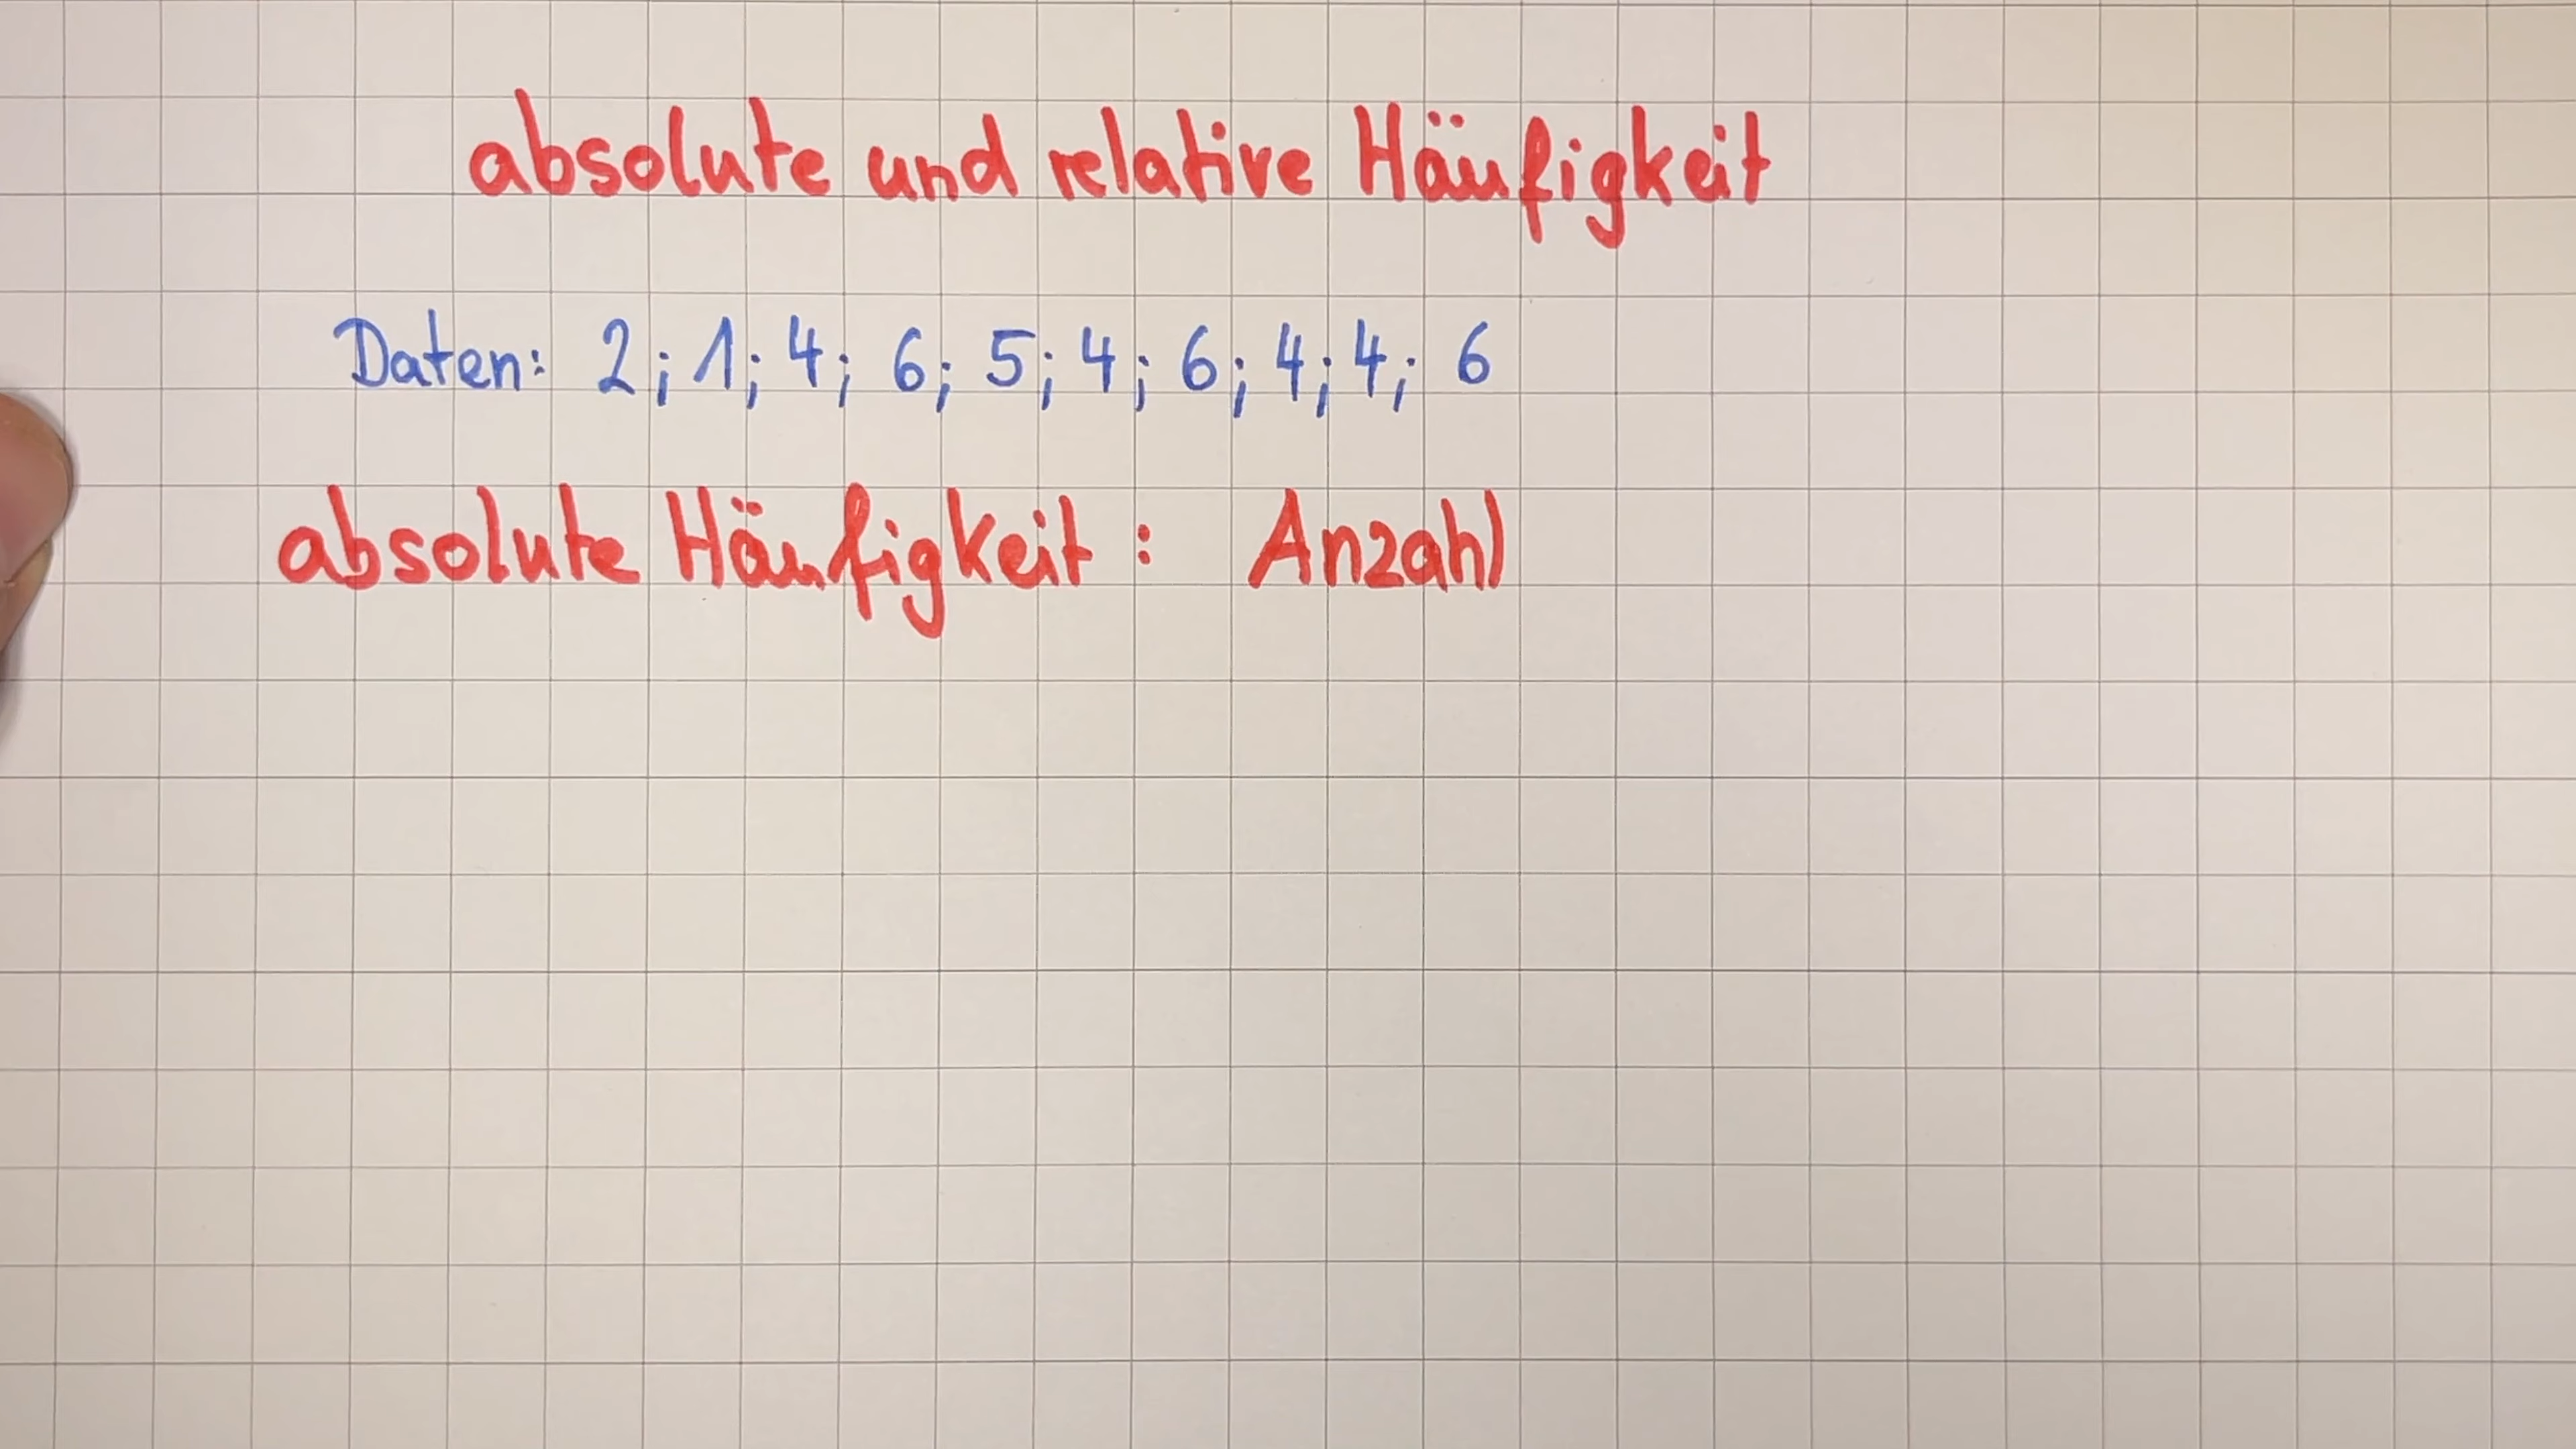 absolute und relative Häufigkeit
Daten: 2; 1; 4; 6; 5; 4; 6; 4; 4; 6
absolute Häufigkeit: Anzahl